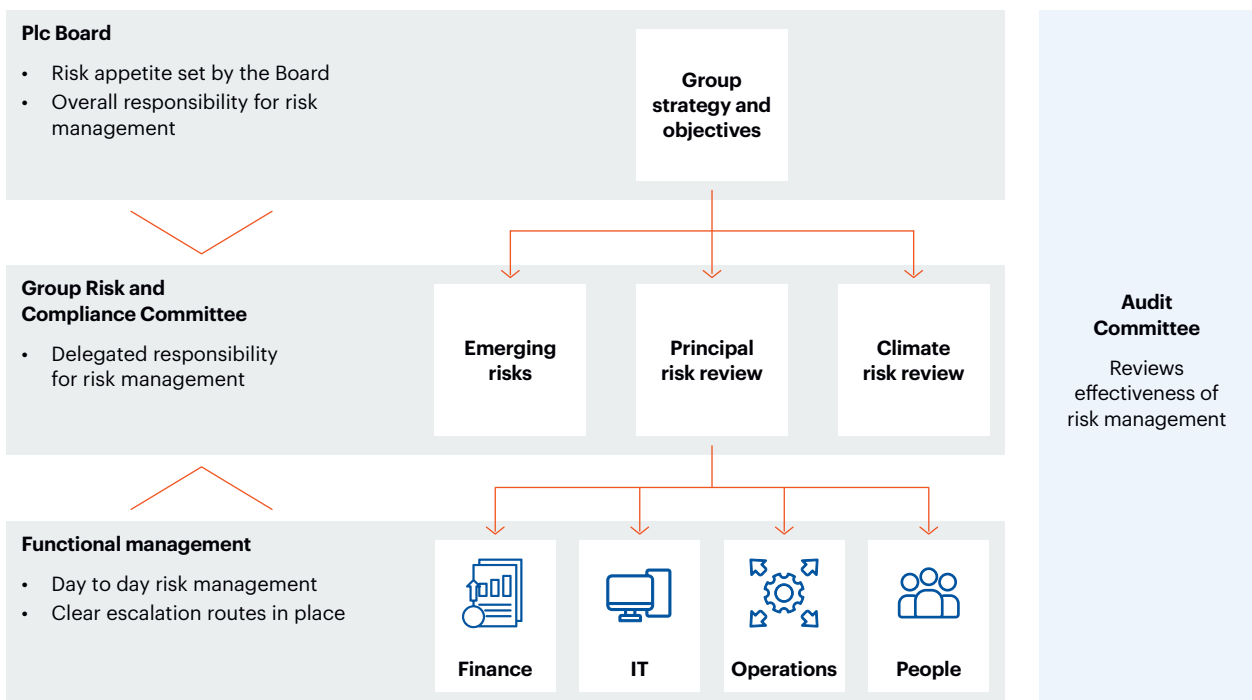 Plc Board
• Risk appetite set by the Board
• Overall responsibility for risk
management
Group
strategy and
objectives
Group Risk and
Compliance Committee
• Delegated responsibility
for risk management
Emerging
risks
Principal
risk review
Climate
risk review
Functional management
• Day to day risk management
• Clear escalation routes in place
Finance
IT
Operations
People
Audit
Committee
Reviews
effectiveness of
risk management